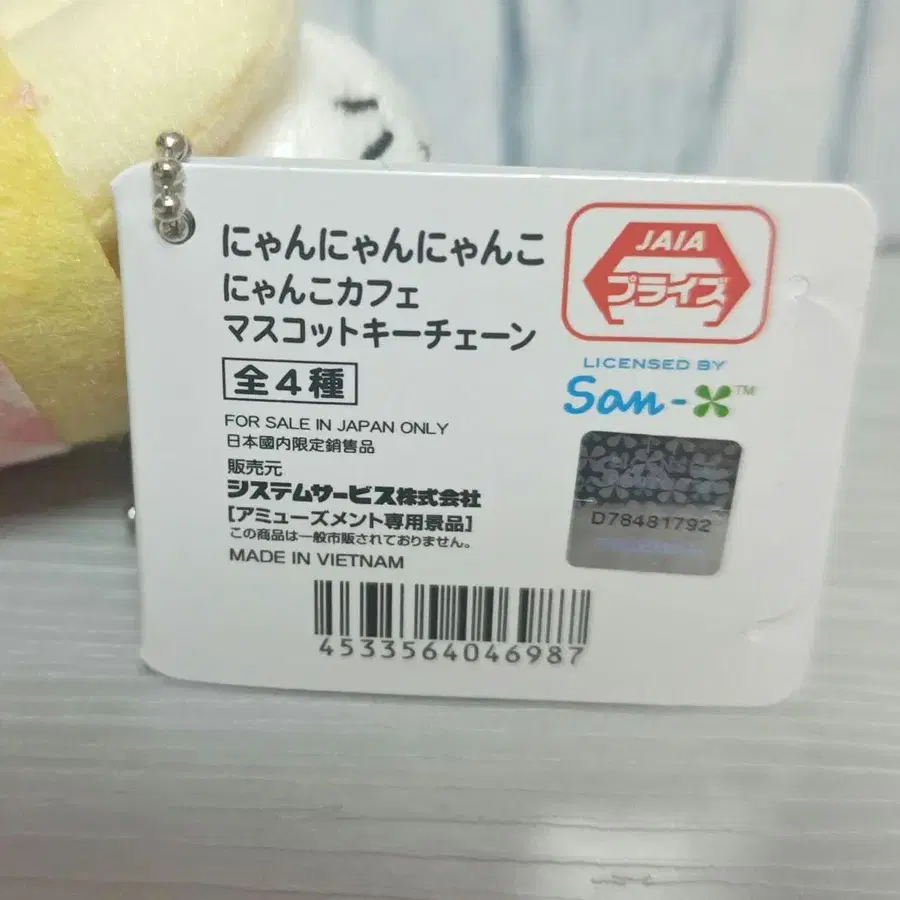 にゃんにゃんにゃんこ
にゃんこカフェ
マスコットキーチェーン
全4種
FOR SALE IN JAPAN ONLY
日本國内限定銷售品
販売元
システムサービス株式会社
[アミューズメント専用景品]
この商品は一般市販されておりません。
MADE IN VIETNAM
4533564046987
JAIA
プライズ
LICENSED BY
San-X™
D78481792